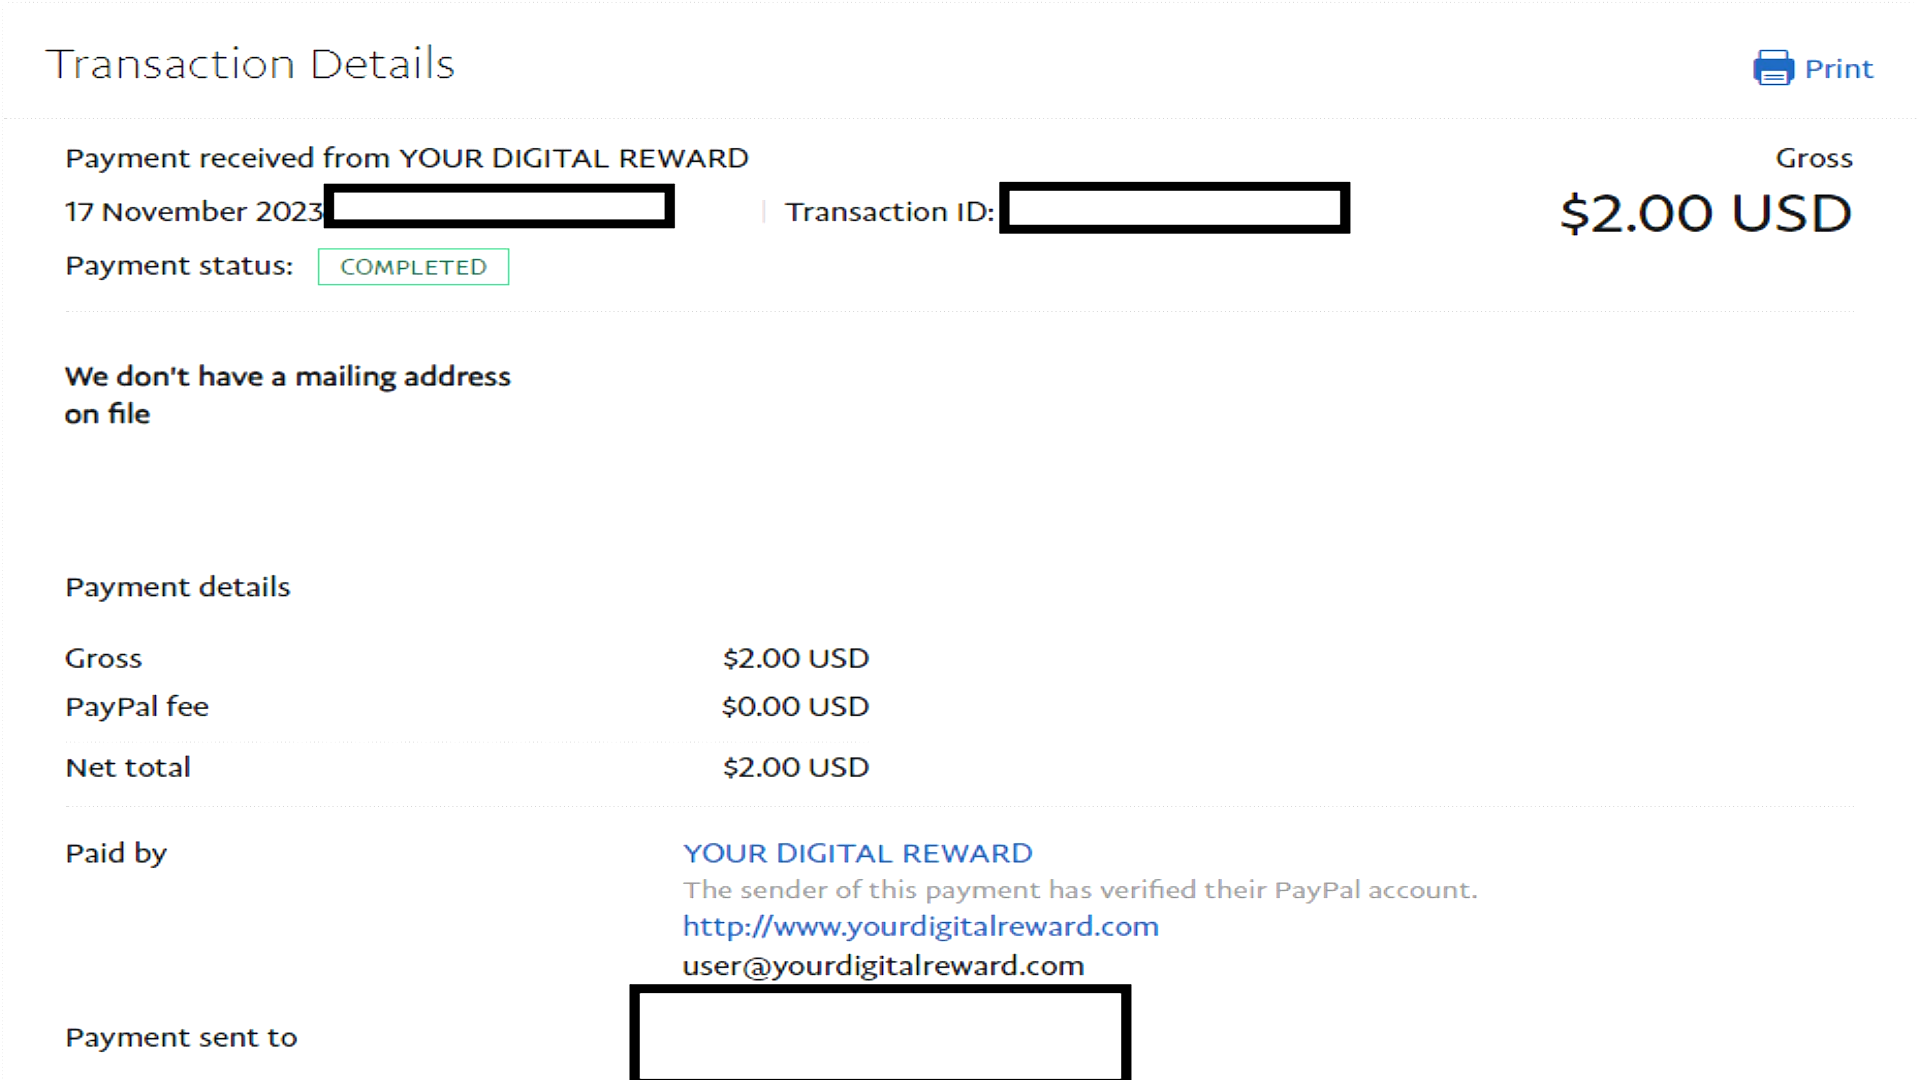 Transaction Details
Print
Payment received from YOUR DIGITAL REWARD
Gross
17 November 2023
Transaction ID:
$2.00 USD
Payment status: COMPLETED
We don't have a mailing address
on file
Payment details
Gross $2.00 USD
PayPal fee $0.00 USD
Net total $2.00 USD
Paid by YOUR DIGITAL REWARD
The sender of this payment has verified their PayPal account.
http://www.yourdigitalreward.com
user@yourdigitalreward.com
Payment sent to